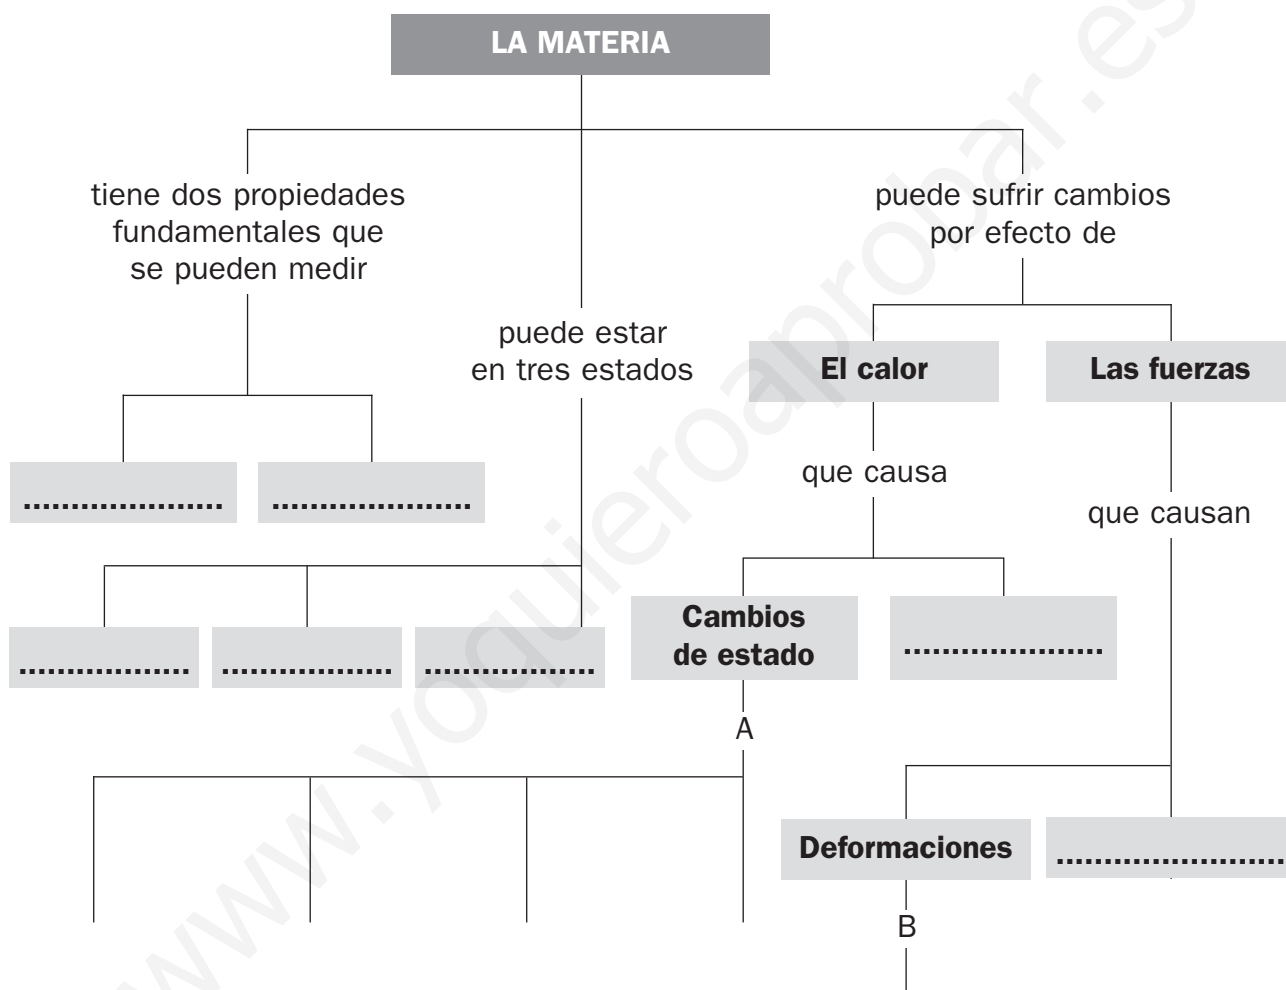 LA MATERIA
tiene dos propiedades
fundamentales que
se pueden medir
puede sufrir cambios
por efecto de
puede estar
en tres estados
El calor
Las fuerzas
que causa
que causan
.....................
.....................
Cambios
de estado
.....................
..................
..................
..................
A
Deformaciones
........................
B
www.yoquieroaprobar.es